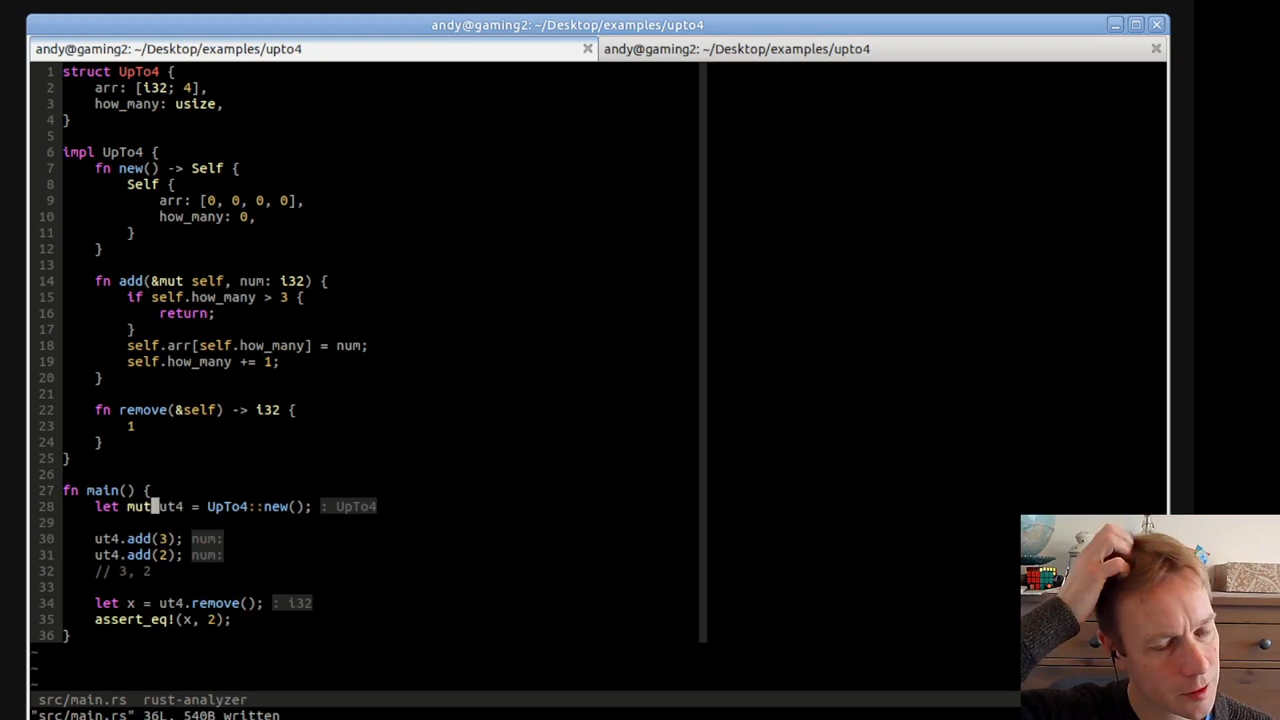 andy@gaming2: ~/Desktop/examples/upto4
andy@gaming2: ~/Desktop/examples/upto4
andy@gaming2: ~/Desktop/examples/upto4
1 struct UpTo4 {
2     arr: [i32; 4],
3     how_many: usize,
4 }
5
6 impl UpTo4 {
7     fn new() -> Self {
8         Self {
9             arr: [0, 0, 0, 0],
10             how_many: 0,
11         }
12     }
13
14     fn add(&mut self, num: i32) {
15         if self.how_many > 3 {
16             return;
17         }
18         self.arr[self.how_many] = num;
19         self.how_many += 1;
20     }
21
22     fn remove(&self) -> i32 {
23         1
24     }
25 }
26
27 fn main() {
28     let mut ut4 = UpTo4::new(); : UpTo4
29
30     ut4.add(3); num:
31     ut4.add(2); num:
32     // 3, 2
33
34     let x = ut4.remove(); : i32
35     assert_eq!(x, 2);
36 }
~
~
~
src/main.rs rust-analyzer
"src/main.rs" 36L, 540B written